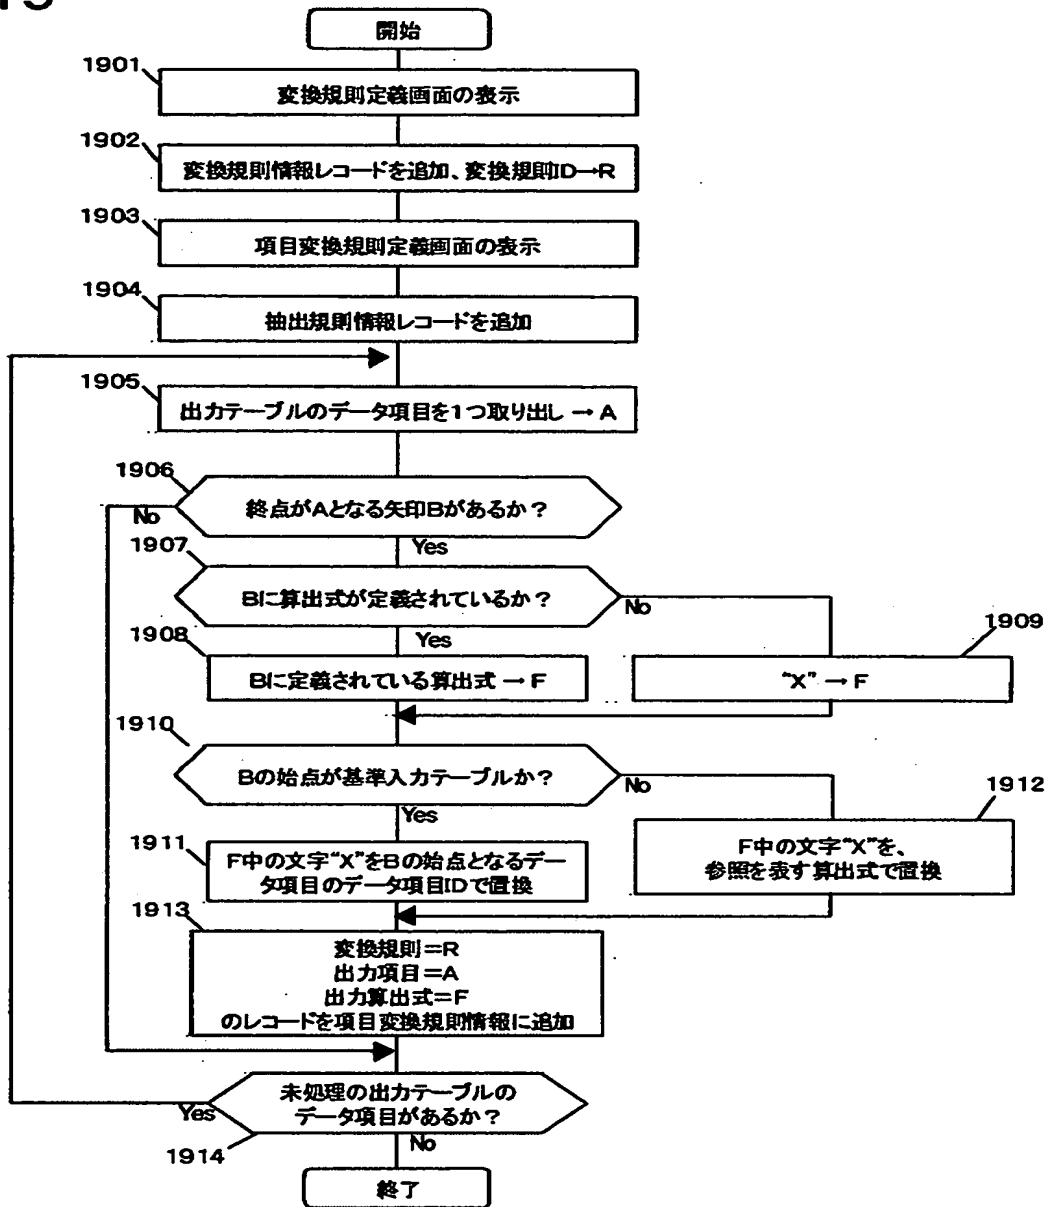 開始
1901
変換規則定義画面の表示
1902
変換規則情報レコードを追加、変換規則ID→R
1903
項目変換規則定義画面の表示
1904
抽出規則情報レコードを追加
1905
出力テーブルのデータ項目を1つ取り出し → A
1906
終点がAとなる矢印Bがあるか？
No
Yes
1907
Bに算出式が定義されているか？
No
Yes
1908
Bに定義されている算出式 → F
1909
“X” → F
1910
Bの始点が基準入力テーブルか？
No
Yes
1911
F中の文字“X”をBの始点となるデー
タ項目のデータ項目IDで置換
1912
F中の文字“X”を、
参照を表す算出式で置換
1913
変換規則＝R
出力項目＝A
出力算出式＝F
のレコードを項目変換規則情報に追加
未処理の出力テーブルの
データ項目があるか？
Yes
No
1914
終了